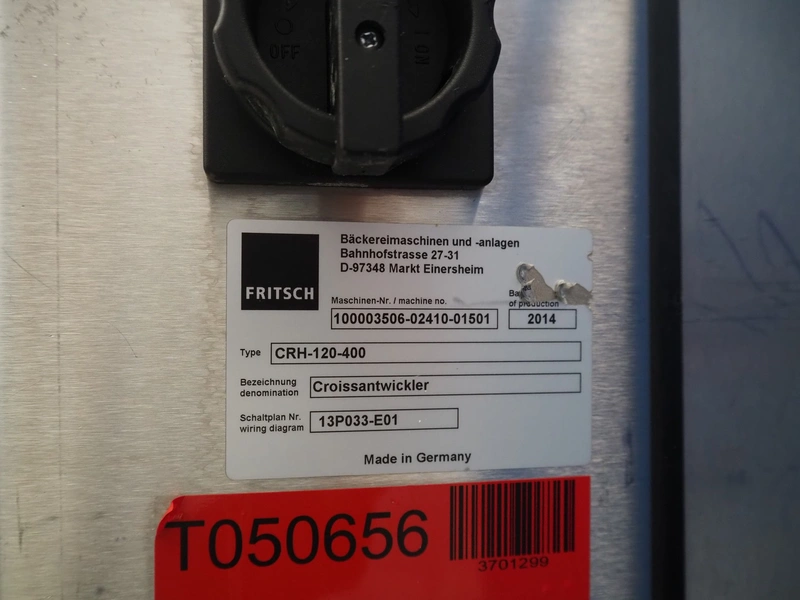 OFF
I ON
FRITSCH
Bäckereimaschinen und -anlagen
Bahnhofstrasse 27-31
D-97348 Markt Einersheim
Maschinen-Nr. / machine no.
of production
100003506-02410-01501
2014
Type
CRH-120-400
Bezeichnung
denomination
Croissantwickler
Schaltplan Nr.
wiring diagram
13P033-E01
Made in Germany
T050656
3701299